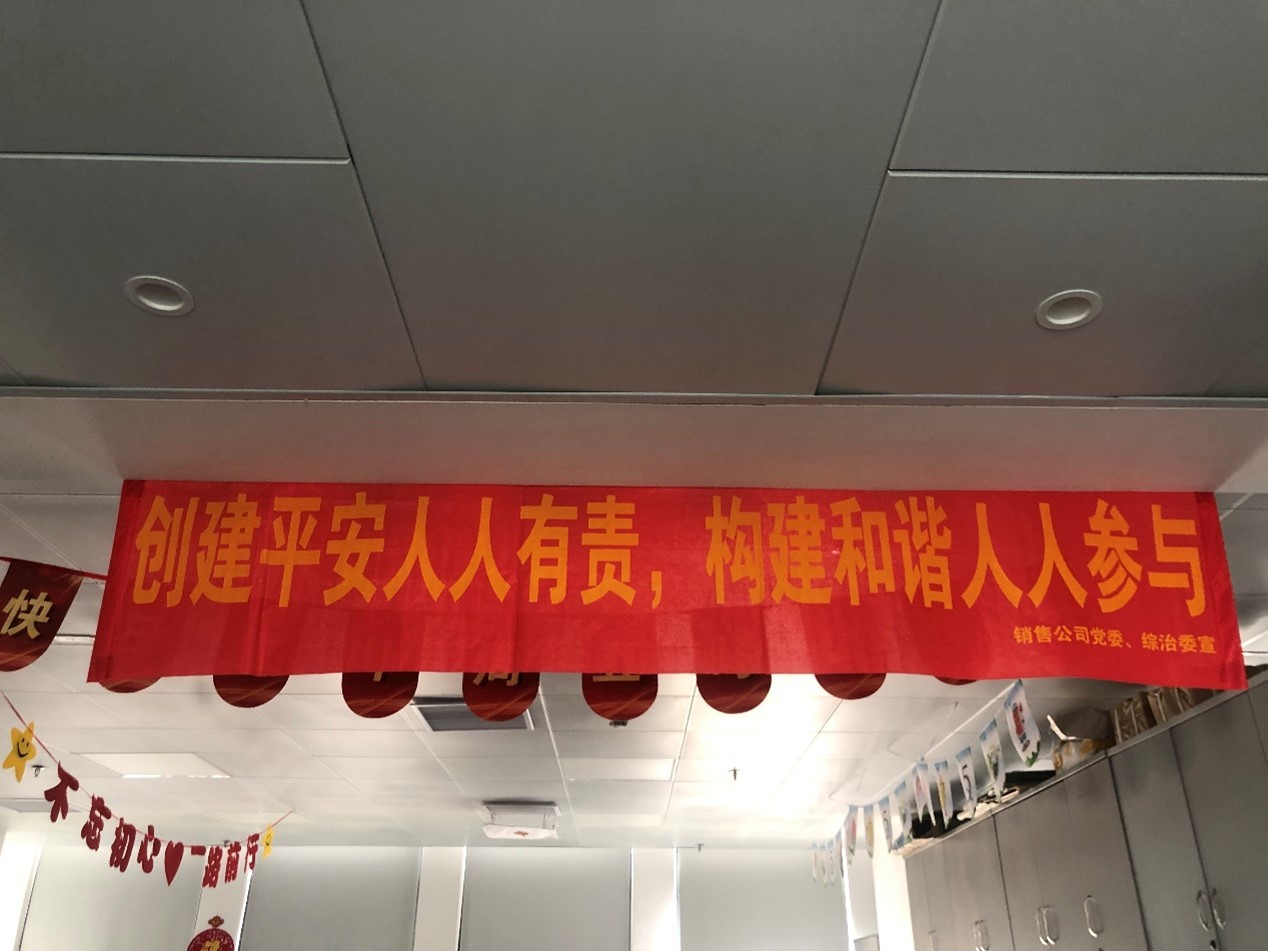 创建平安人人有责，构建和谐人人参与
销售公司党委、综治委宣
快
不忘初心一路前行
5